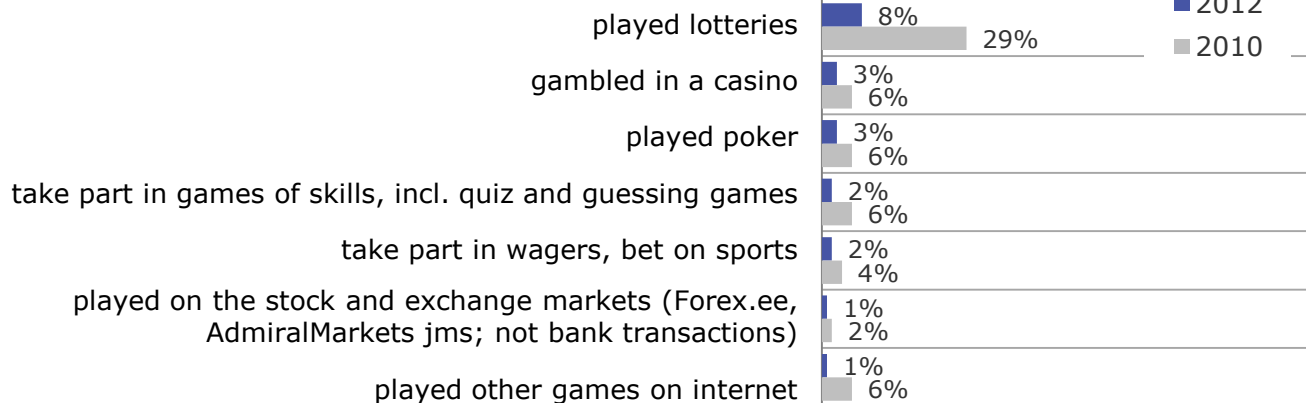 2012
played lotteries
8%
29%
2010
gambled in a casino
3%
6%
played poker
3%
6%
take part in games of skills, incl. quiz and guessing games
2%
6%
take part in wagers, bet on sports
2%
4%
played on the stock and exchange markets (Forex.ee,
AdmiralMarkets jms; not bank transactions)
1%
2%
played other games on internet
1%
6%